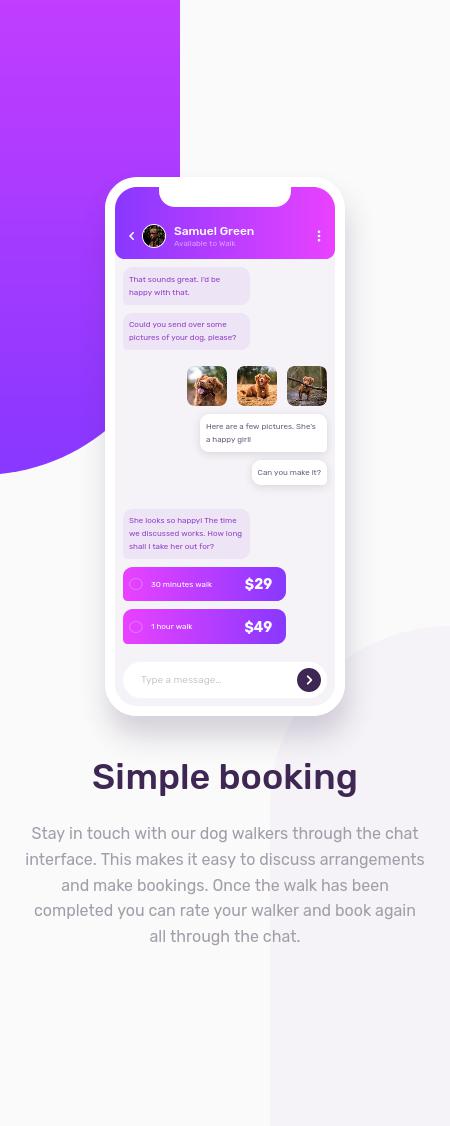 Samuel Green
Available to Walk
That sounds great. I'd be
happy with that.
Could you send over some
pictures of your dog, please?
Here are a few pictures. She's
a happy girl!
Can you make it?
She looks so happy! The time
we discussed works. How long
shall I take her out for?
30 minutes walk $29
1 hour walk $49
Type a message…
Simple booking
Stay in touch with our dog walkers through the chat
interface. This makes it easy to discuss arrangements
and make bookings. Once the walk has been
completed you can rate your walker and book again
all through the chat.